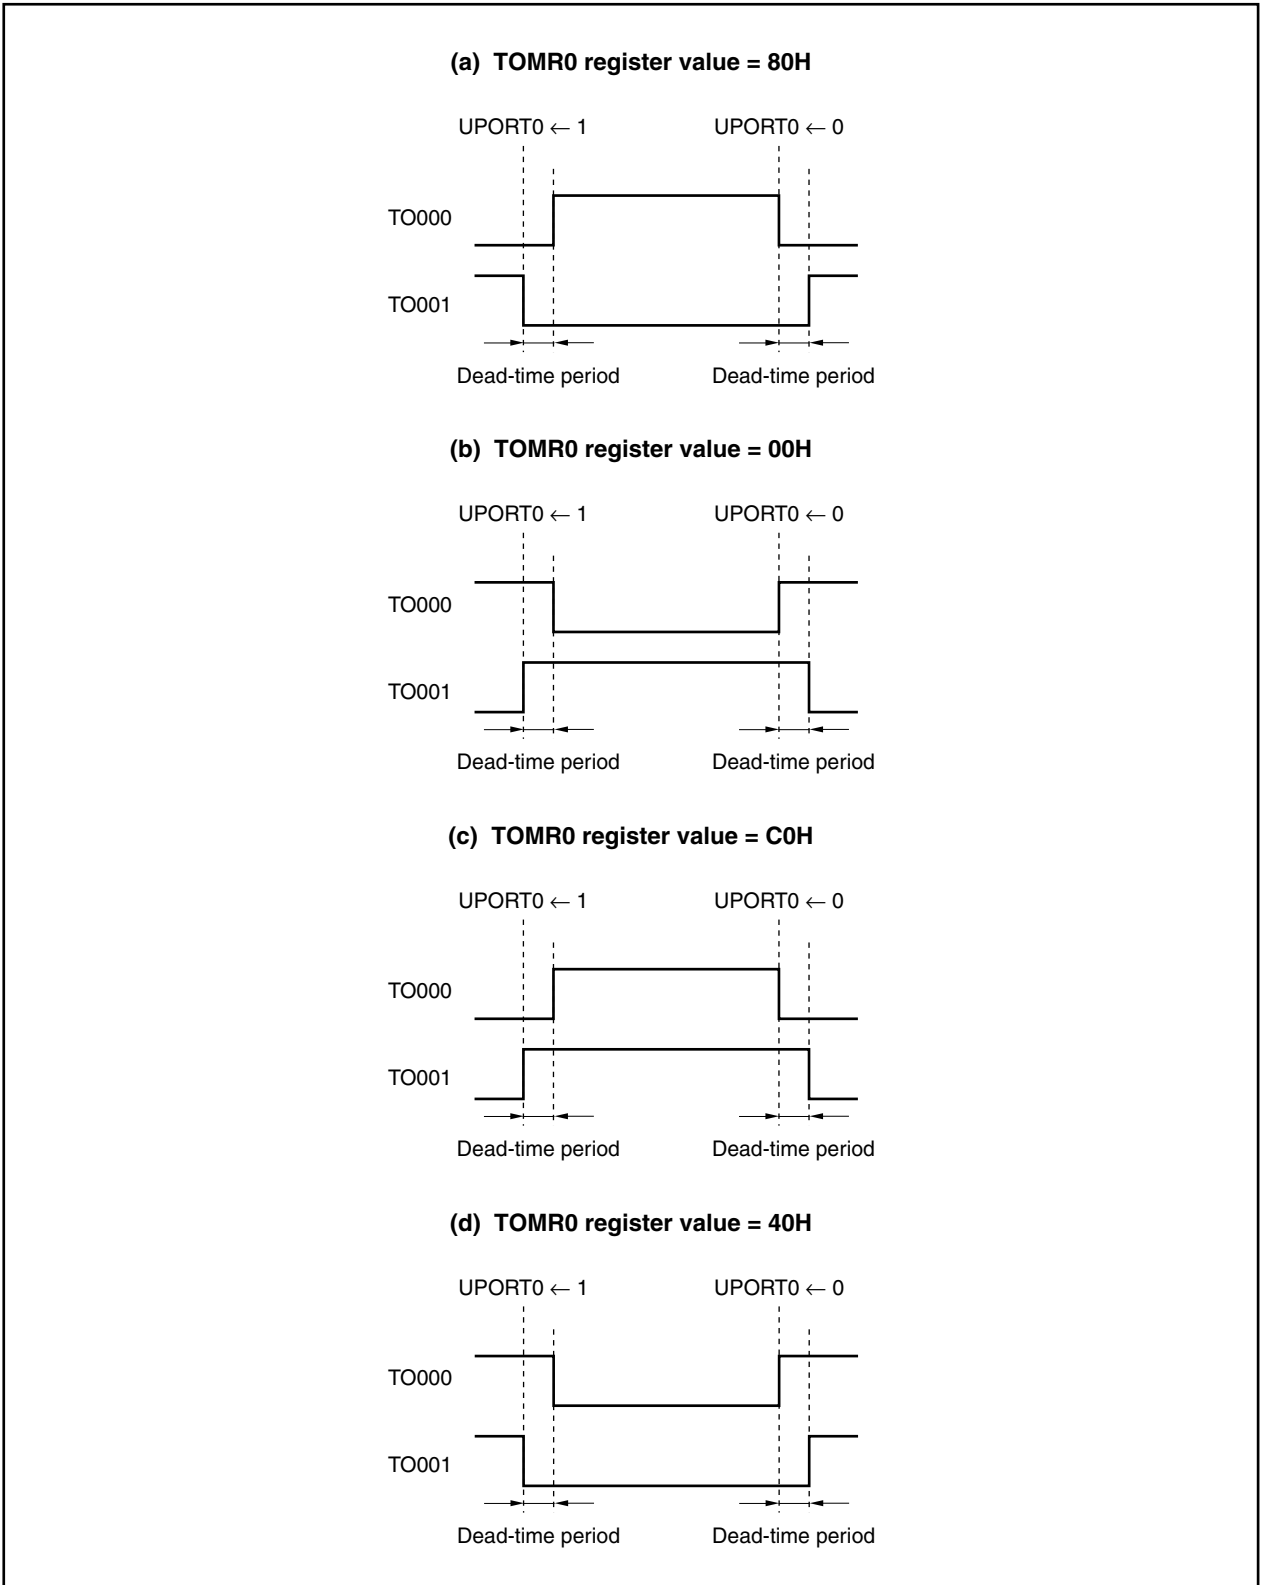 (a) TOMR0 register value = 80H
UPORT0 ← 1 UPORT0 ← 0
TO000
TO001
Dead-time period Dead-time period
(b) TOMR0 register value = 00H
UPORT0 ← 1 UPORT0 ← 0
TO000
TO001
Dead-time period Dead-time period
(c) TOMR0 register value = C0H
UPORT0 ← 1 UPORT0 ← 0
TO000
TO001
Dead-time period Dead-time period
(d) TOMR0 register value = 40H
UPORT0 ← 1 UPORT0 ← 0
TO000
TO001
Dead-time period Dead-time period